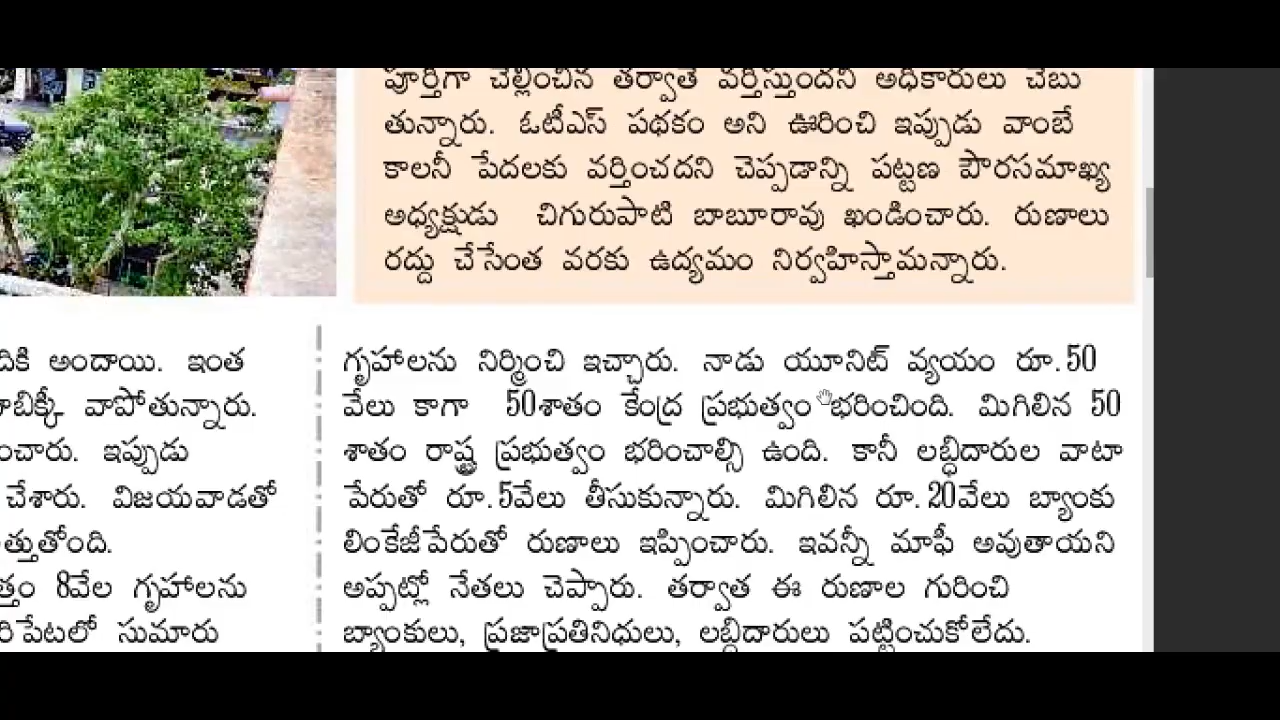 పూర్తిగా చెల్లించిన తర్వాతే వర్తిస్తుందని అధికారులు చెబు
తున్నారు. ఓటీఎస్ పథకం అని ఊరించి ఇప్పుడు వాంబే
కాలనీ పేదలకు వర్తించదని చెప్పడాన్ని పట్టణ పౌరసమాఖ్య
అధ్యక్షుడు చిగురుపాటి బాబూరావు ఖండించారు. రుణాలు
రద్దు చేసేంత వరకు ఉద్యమం నిర్వహిస్తామన్నారు.
దికి అందాయి. ఇంత
వాపోతున్నారు.
ంచారు. ఇప్పుడు
చేశారు. విజయవాడతో
త్తుతోంది.
త్తం 8వేల గృహాలను
రిపేటలో సుమారు
గృహాలను నిర్మించి ఇచ్చారు. నాడు యూనిట్ వ్యయం రూ.50
వేలు కాగా 50శాతం కేంద్ర ప్రభుత్వం భరించింది. మిగిలిన 50
శాతం రాష్ట్ర ప్రభుత్వం భరించాల్సి ఉంది. కానీ లబ్ధిదారుల వాటా
పేరుతో రూ.5వేలు తీసుకున్నారు. మిగిలిన రూ.20వేలు బ్యాంకు
లింకేజీపేరుతో రుణాలు ఇప్పించారు. ఇవన్నీ మాఫీ అవుతాయని
అప్పట్లో నేతలు చెప్పారు. తర్వాత ఈ రుణాల గురించి
బ్యాంకులు, ప్రజాప్రతినిధులు, లబ్ధిదారులు పట్టించుకోలేదు.